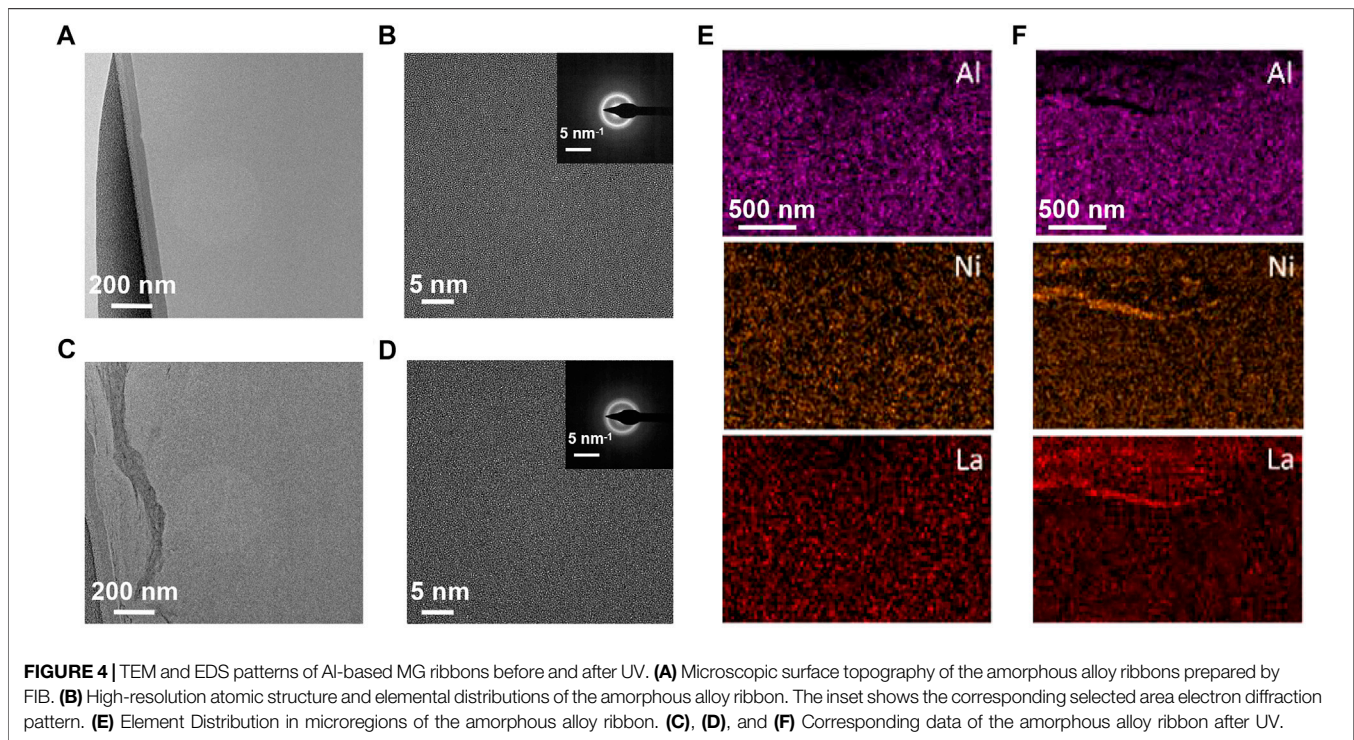 A
B
E
F
5 nm-1
200 nm
5 nm
Al
500 nm
Al
500 nm
Ni
Ni
La
La
C
D
5 nm-1
200 nm
5 nm
FIGURE 4 | TEM and EDS patterns of Al-based MG ribbons before and after UV. (A) Microscopic surface topography of the amorphous alloy ribbons prepared by
FIB. (B) High-resolution atomic structure and elemental distributions of the amorphous alloy ribbon. The inset shows the corresponding selected area electron diffraction
pattern. (E) Element Distribution in microregions of the amorphous alloy ribbon. (C), (D), and (F) Corresponding data of the amorphous alloy ribbon after UV.